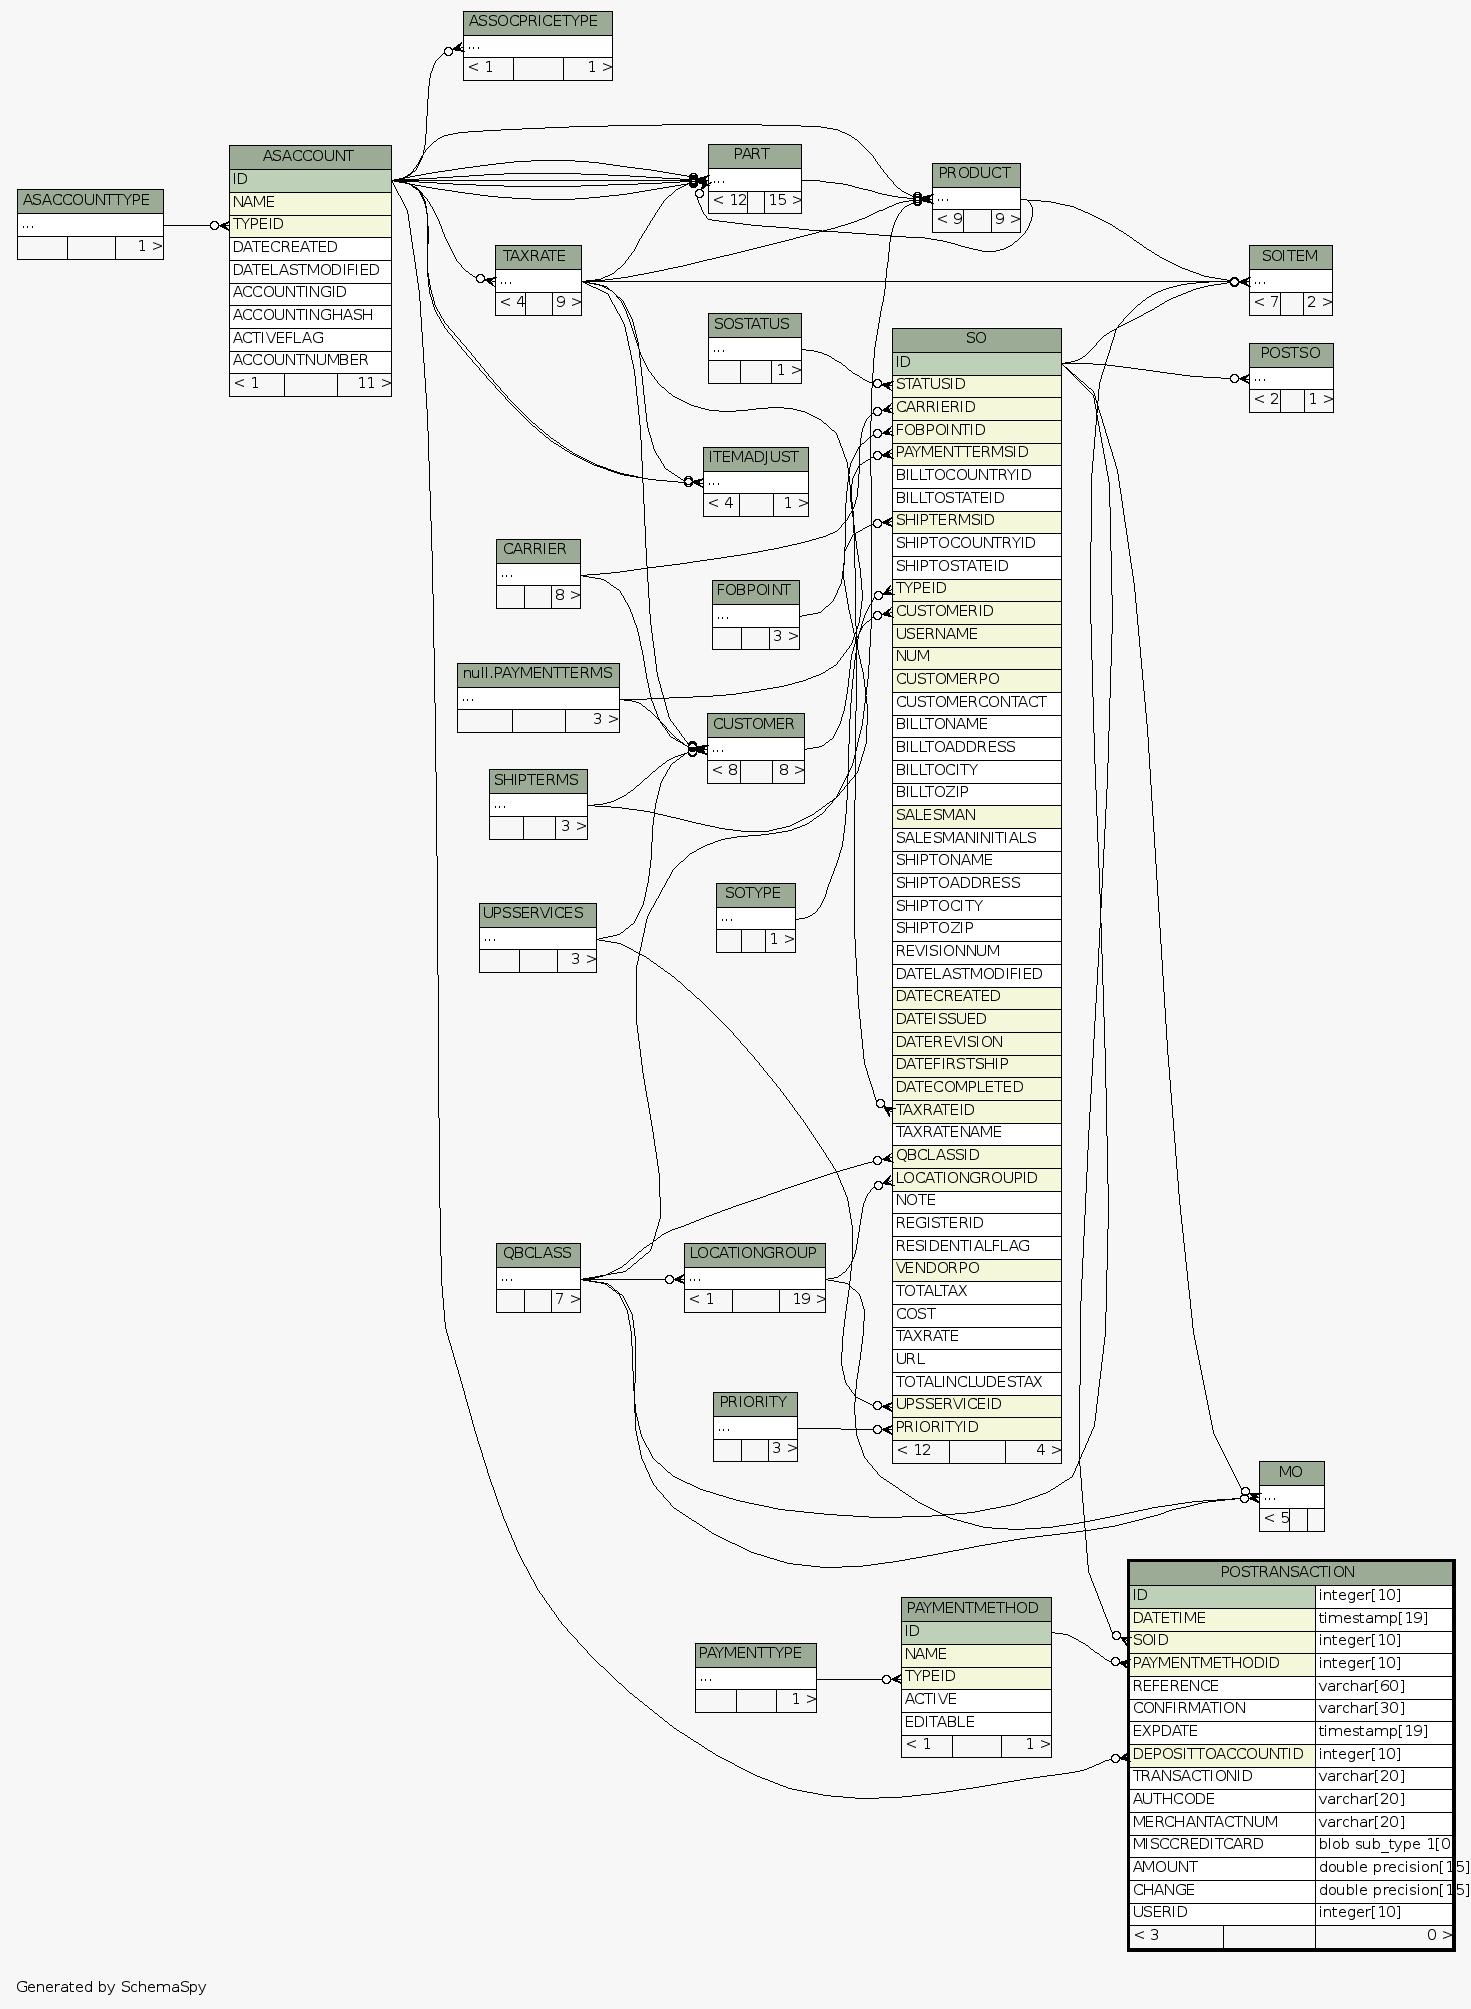 ASSOCPRICETYPE
...
< 1 1 >
ASACCOUNT
ID
NAME
TYPEID
DATECREATED
DATELASTMODIFIED
ACCOUNTINGID
ACCOUNTINGHASH
ACTIVEFLAG
ACCOUNTNUMBER
< 1 11 >
PART
...
< 12 15 >
PRODUCT
...
< 9 9 >
ASACCOUNTTYPE
...
1 >
TAXRATE
...
< 4 9 >
SOITEM
...
< 7 2 >
SOSTATUS
...
1 >
SO
ID
STATUSID
CARRIERID
FOBPOINTID
PAYMENTTERMSID
BILLTOCOUNTRYID
BILLTOSTATEID
SHIPTERMSID
SHIPTOCOUNTRYID
SHIPTOSTATEID
TYPEID
CUSTOMERID
USERNAME
NUM
CUSTOMERPO
CUSTOMERCONTACT
BILLTONAME
BILLTOADDRESS
BILLTOCITY
BILLTOZIP
SALESMAN
SALESMANINITIALS
SHIPTONAME
SHIPTOADDRESS
SHIPTOCITY
SHIPTOZIP
REVISIONNUM
DATELASTMODIFIED
DATECREATED
DATEISSUED
DATEREVISION
DATEFIRSTSHIP
DATECOMPLETED
TAXRATEID
TAXRATENAME
QBCLASSID
LOCATIONGROUPID
NOTE
REGISTERID
RESIDENTIALFLAG
VENDORPO
TOTALTAX
COST
TAXRATE
URL
TOTALINCLUDESTAX
UPSSERVICEID
PRIORITYID
< 12 4 >
POSTSO
...
< 2 1 >
ITEMADJUST
...
< 4 1 >
CARRIER
...
8 >
FOBPOINT
...
3 >
null.PAYMENTTERMS
...
3 >
CUSTOMER
...
< 8 8 >
SHIPTERMS
...
3 >
SOTYPE
...
1 >
UPSSERVICES
...
3 >
QBCLASS
...
7 >
LOCATIONGROUP
...
< 1 19 >
PRIORITY
...
3 >
MO
...
< 5
POSTRANSACTION
ID integer[10]
DATETIME timestamp[19]
SOID integer[10]
PAYMENTMETHODID integer[10]
REFERENCE varchar[60]
CONFIRMATION varchar[30]
EXPDATE timestamp[19]
DEPOSITTOACCOUNTID integer[10]
TRANSACTIONID varchar[20]
AUTHCODE varchar[20]
MERCHANTACTNUM varchar[20]
MISCCREDITCARD blob sub_type 1[0
AMOUNT double precision[15]
CHANGE double precision[15]
USERID integer[10]
< 3 0 >
PAYMENTMETHOD
ID
NAME
TYPEID
ACTIVE
EDITABLE
< 1 1 >
PAYMENTTYPE
...
1 >
Generated by SchemaSpy